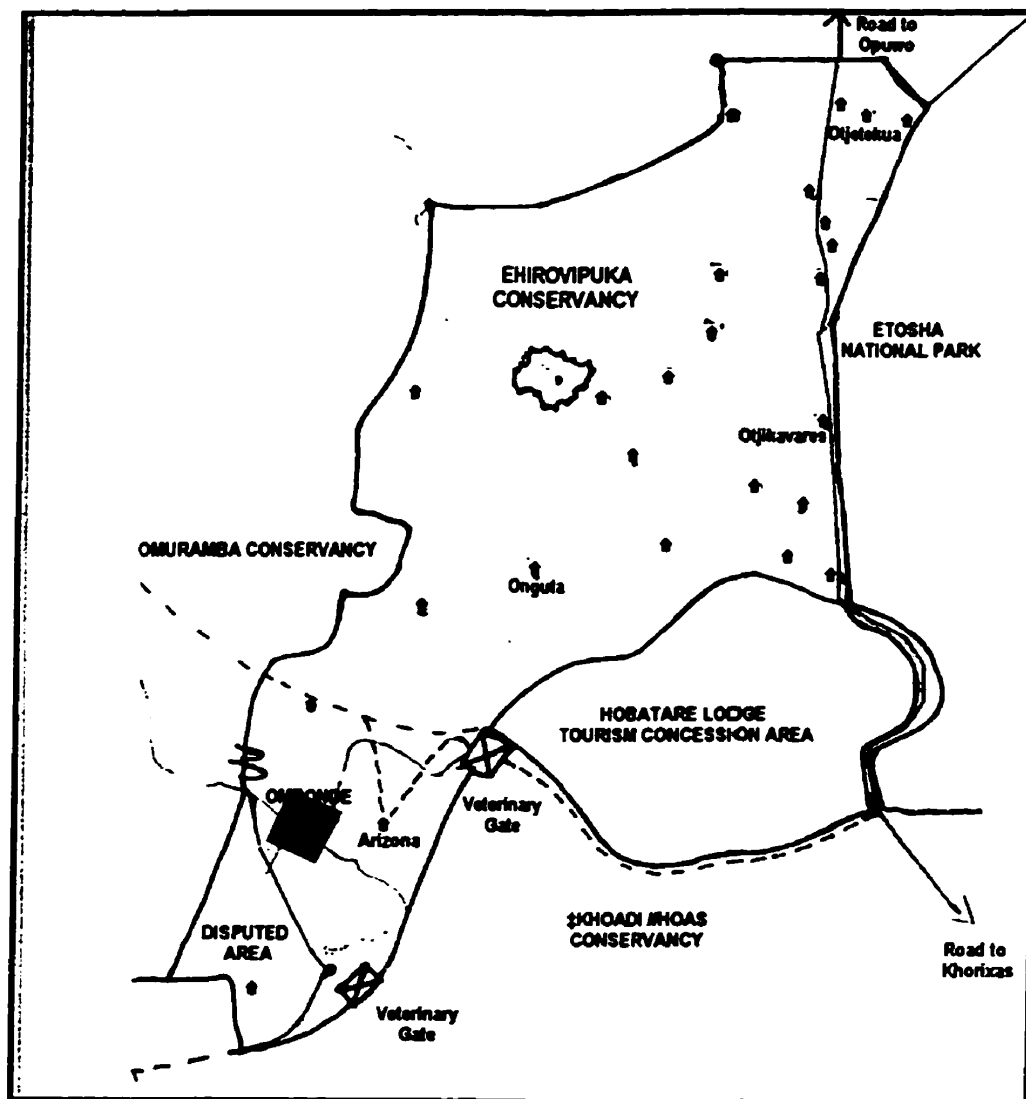 Road to
Opuwo
Otjetekua
EHIROVIPUKA
CONSERVANCY
ETOSHA
NATIONAL PARK
Otjikavares
OMURAMBA CONSERVANCY
Onguta
HOBATARE LODGE
TOURISM CONCESSION AREA
OMBONDE
Veterinary
Gate
Arizona
DISPUTED
AREA
‡KHOADI //HOAS
CONSERVANCY
Road to
Khorixas
Veterinary
Gate